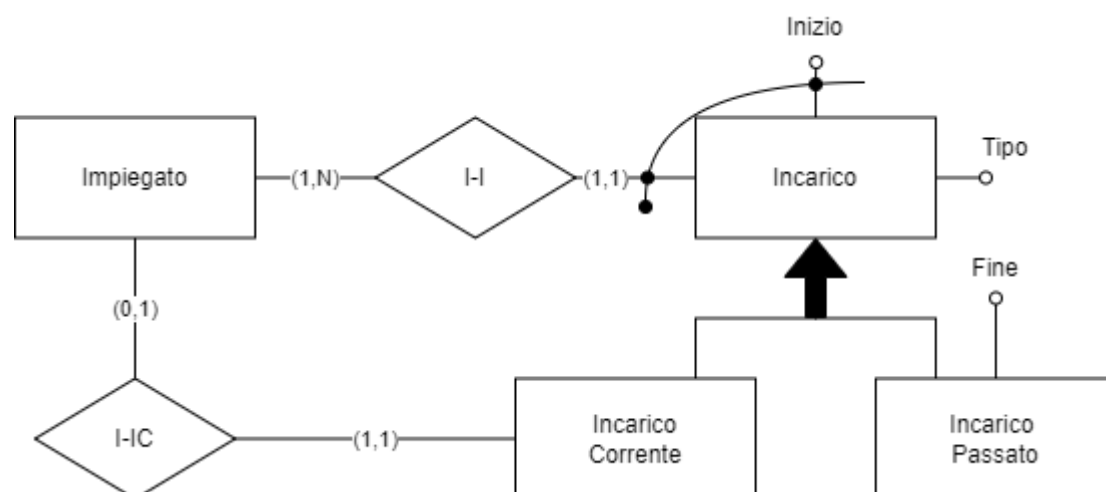 Inizio
Impiegato
(1,N)
I-I
(1,1)
Incarico
Tipo
Fine
(0,1)
I-IC
(1,1)
Incarico
Corrente
Incarico
Passato